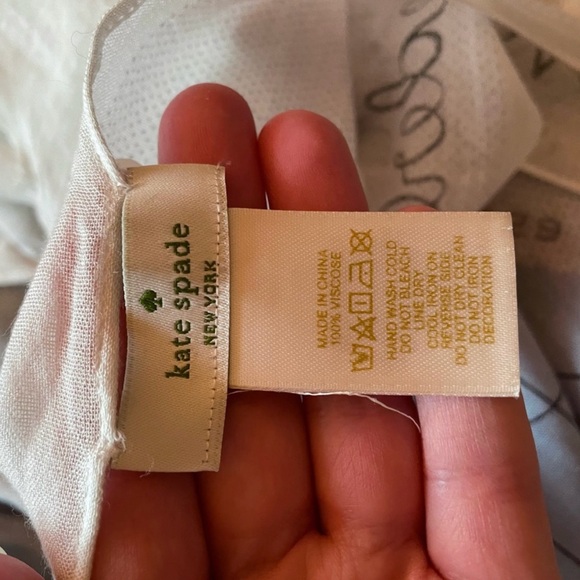 kate spade
NEW YORK
MADE IN CHINA
100% VISCOSE
HAND WASH COLD
DO NOT BLEACH
LINE DRY
COOL IRON ON
REVERSE SIDE
DO NOT DRY CLEAN
DO NOT IRON
DECORATION